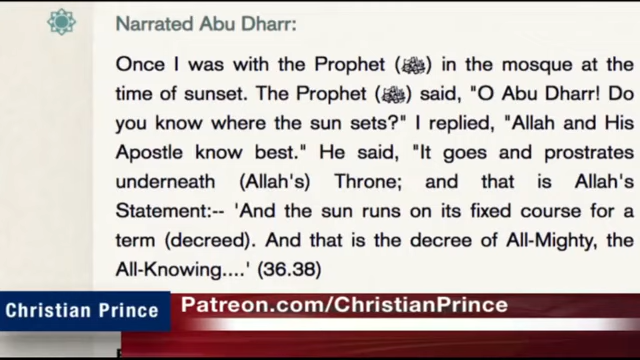 Narrated Abu Dharr:
Once I was with the Prophet (ﷺ) in the mosque at the
time of sunset. The Prophet (ﷺ) said, "O Abu Dharr! Do
you know where the sun sets?" I replied, "Allah and His
Apostle know best." He said, "It goes and prostrates
underneath (Allah's) Throne; and that is Allah's
Statement:-- 'And the sun runs on its fixed course for a
term (decreed). And that is the decree of All-Mighty, the
All-Knowing....' (36.38)
Christian Prince
Patreon.com/ChristianPrince